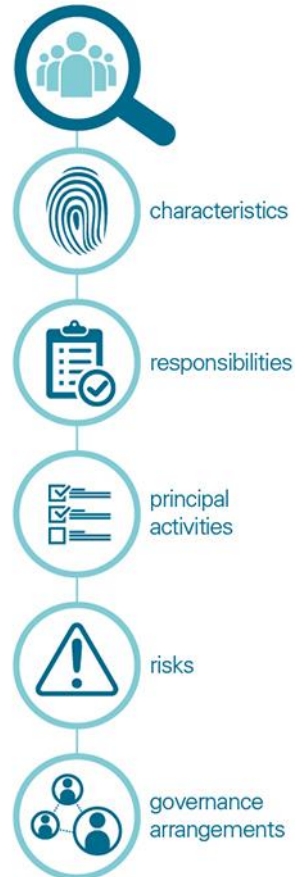 characteristics
responsibilities
principal
activities
risks
governance
arrangements